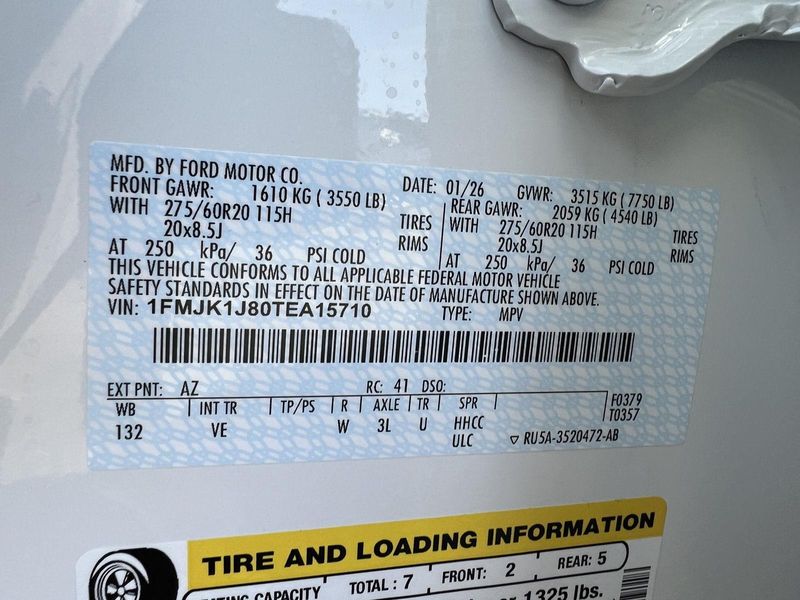 MFD. BY FORD MOTOR CO.
DATE: 01/26 GVWR: 3515 KG ( 7750 LB)
FRONT GAWR: 1610 KG ( 3550 LB)
WITH 275/60R20 115H TIRES
20x8.5J RIMS
AT 250 kPa/ 36 PSI COLD
REAR GAWR: 2059 KG ( 4540 LB)
WITH 275/60R20 115H TIRES
20x8.5J RIMS
AT 250 kPa/ 36 PSI COLD
THIS VEHICLE CONFORMS TO ALL APPLICABLE FEDERAL MOTOR VEHICLE
SAFETY STANDARDS IN EFFECT ON THE DATE OF MANUFACTURE SHOWN ABOVE.
VIN: 1FMJK1J80TEA15710 TYPE: MPV
EXT PNT: AZ RC: 41 DSO:
WB INT TR TP/PS R AXLE TR SPR
132 VE W 3L U HHCC
ULC
F0379
T0357
RU5A-3520472-AB
TIRE AND LOADING INFORMATION
CAPACITY TOTAL : 7 FRONT: 2 REAR: 5
1325 lbs.